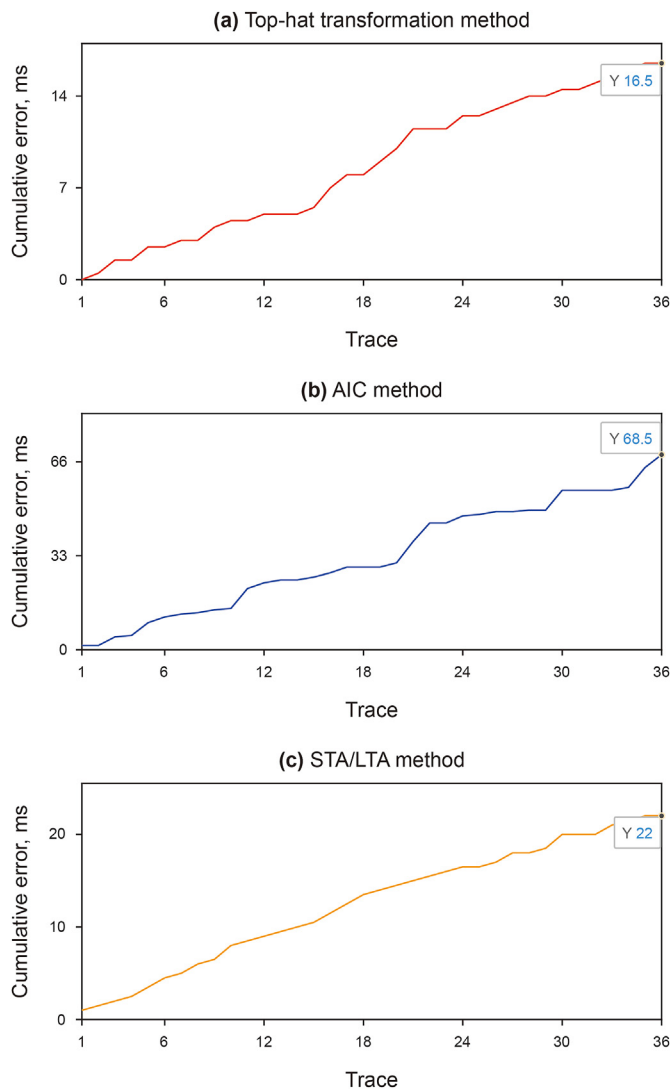 (a) Top-hat transformation method
Cumulative error, ms
14
7
0
Y 16.5
1 6 12 18 24 30 36
Trace
(b) AIC method
Cumulative error, ms
66
33
0
Y 68.5
1 6 12 18 24 30 36
Trace
(c) STA/LTA method
Cumulative error, ms
20
10
0
Y 22
1 6 12 18 24 30 36
Trace